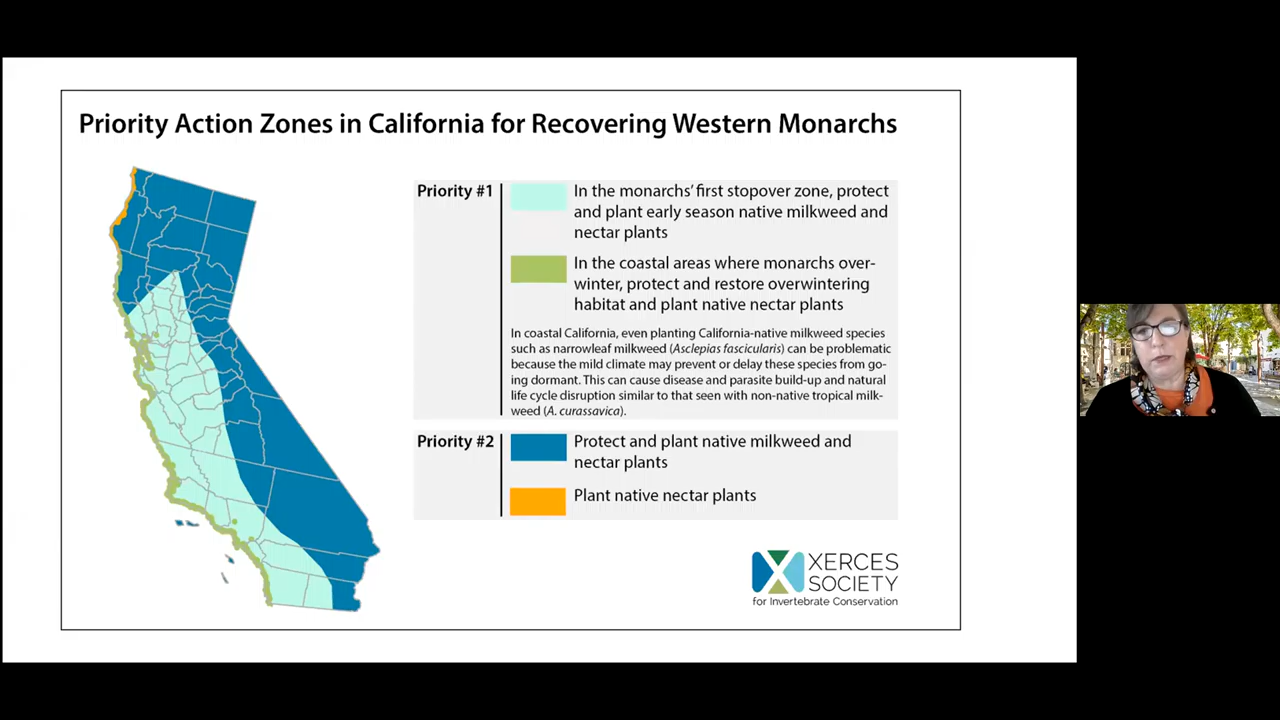 Priority Action Zones in California for Recovering Western Monarchs
Priority #1
In the monarchs' first stopover zone, protect
and plant early season native milkweed and
nectar plants
In the coastal areas where monarchs over-
winter, protect and restore overwintering
habitat and plant native nectar plants
In coastal California, even planting California-native milkweed species
such as narrowleaf milkweed (Asclepias fascicularis) can be problematic
because the mild climate may prevent or delay these species from go-
ing dormant. This can cause disease and parasite build-up and natural
life cycle disruption similar to that seen with non-native tropical milk-
weed (A. curassavica).
Priority #2
Protect and plant native milkweed and
nectar plants
Plant native nectar plants
XERCES
SOCIETY
for Invertebrate Conservation